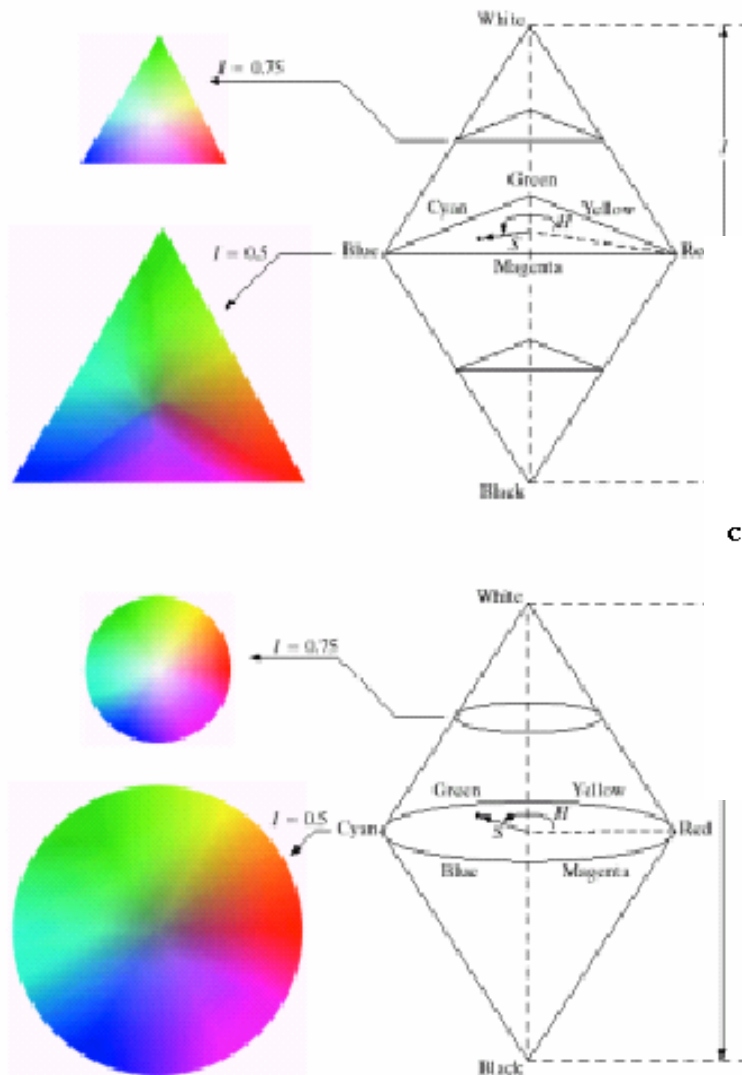 White
I = 0.75
I
Green
Cyan
Yellow
H
S
I = 0.5
Blue
Re
Magenta
Black
c
White
I = 0.75
Green
Yellow
I = 0.5
Cyan
H
S
Red
Blue
Magenta
Black